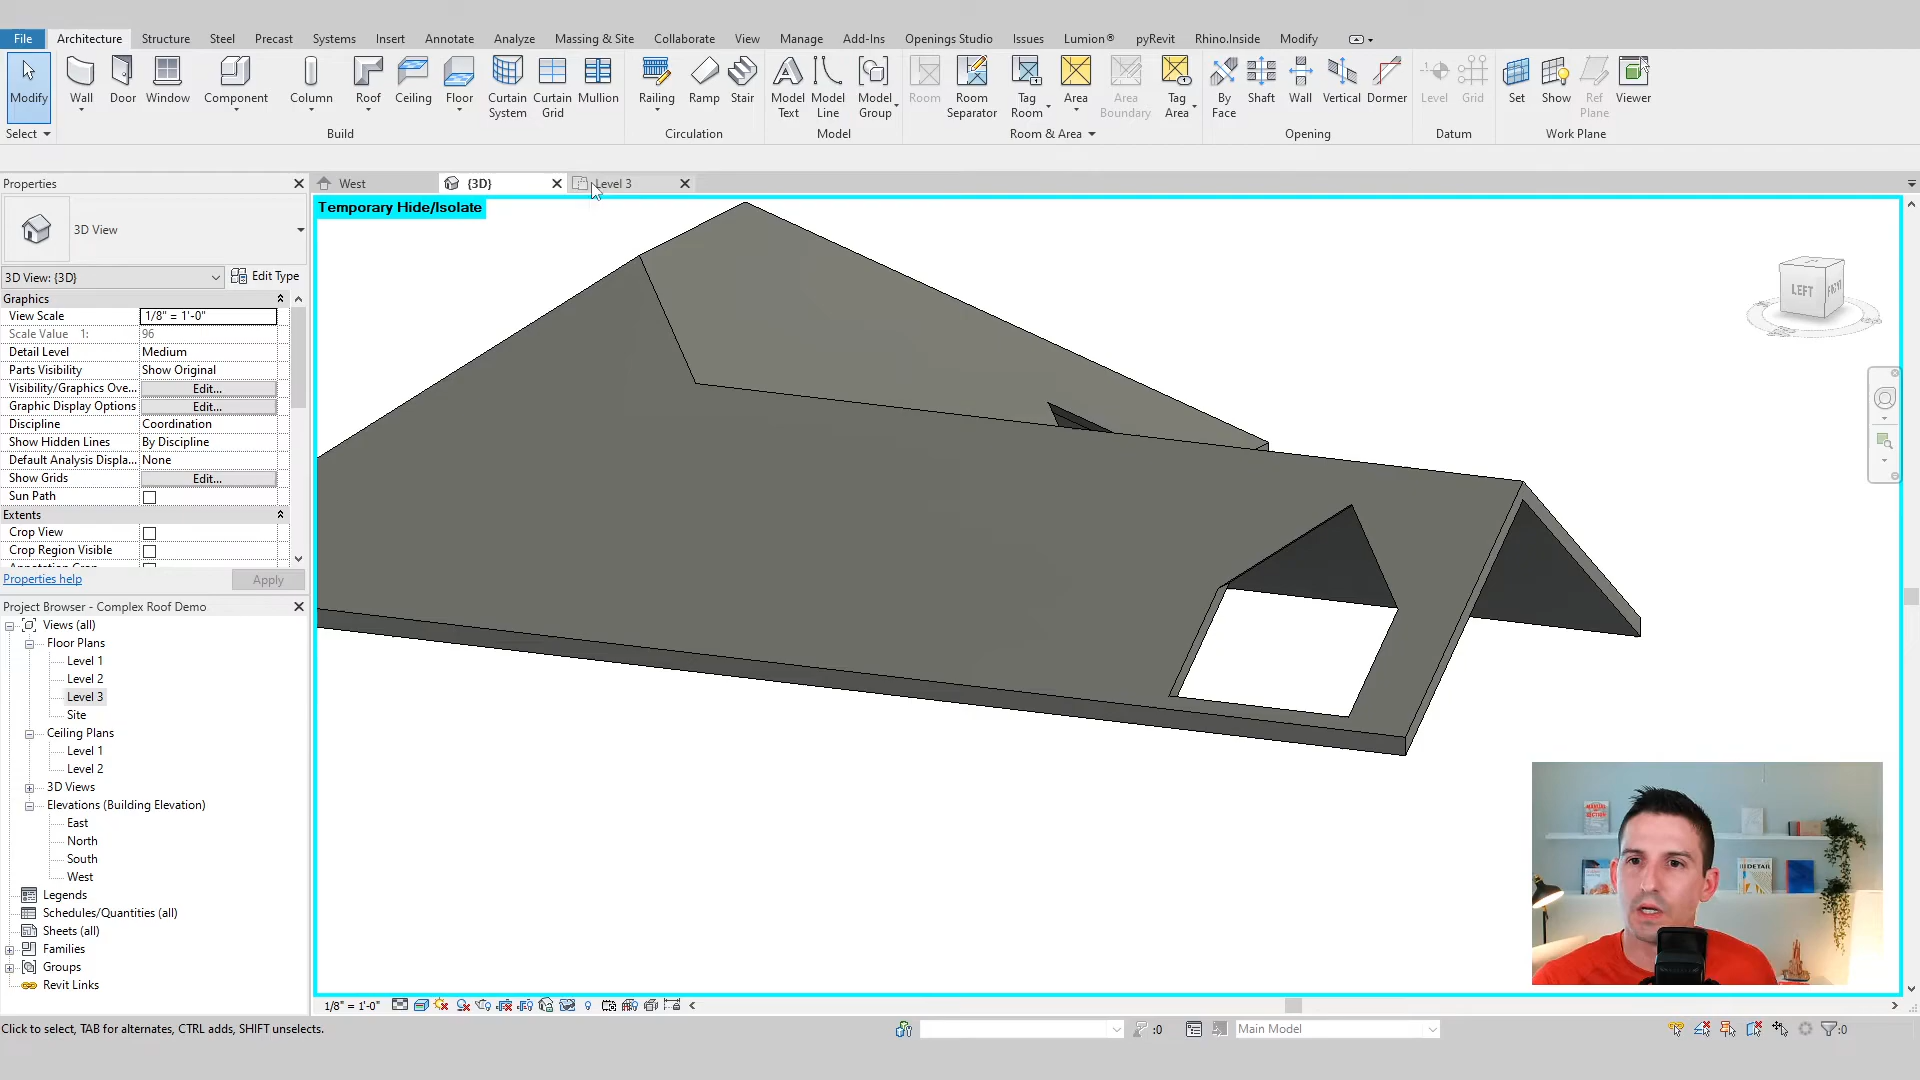 File Architecture Structure Steel Precast Systems Insert Annotate Analyze Massing & Site Collaborate View Manage Add-Ins Openings Studio Issues Lumion® pyRevit Rhino.Inside Modify
Modify Wall Door Window Component Column Roof Ceiling Floor Curtain System Curtain Grid Mullion Railing Ramp Stair Model Text Model Line Model Group Room Room Separator Tag Room Area Area Boundary Tag Area By Face Shaft Wall Vertical Dormer Level Grid Set Show Ref Plane Viewer
Select Build Circulation Model Room & Area Opening Datum Work Plane
Properties
West {3D} Level 3
Temporary Hide/Isolate
3D View
3D View: {3D} Edit Type
Graphics
View Scale 1/8" = 1'-0"
Scale Value 1: 96
Detail Level Medium
Parts Visibility Show Original
Visibility/Graphics Ove... Edit...
Graphic Display Options Edit...
Discipline Coordination
Show Hidden Lines By Discipline
Default Analysis Displa... None
Show Grids Edit...
Sun Path
Extents
Crop View
Crop Region Visible
Properties help Apply
LEFT FRONT
Project Browser - Complex Roof Demo
Views (all)
Floor Plans
Level 1
Level 2
Level 3
Site
Ceiling Plans
Level 1
Level 2
3D Views
Elevations (Building Elevation)
East
North
South
West
Legends
Schedules/Quantities (all)
Sheets (all)
Families
Groups
Revit Links
DETAIL
1/8" = 1'-0"
Click to select, TAB for alternates, CTRL adds, SHIFT unselects.
:0
Main Model
:0